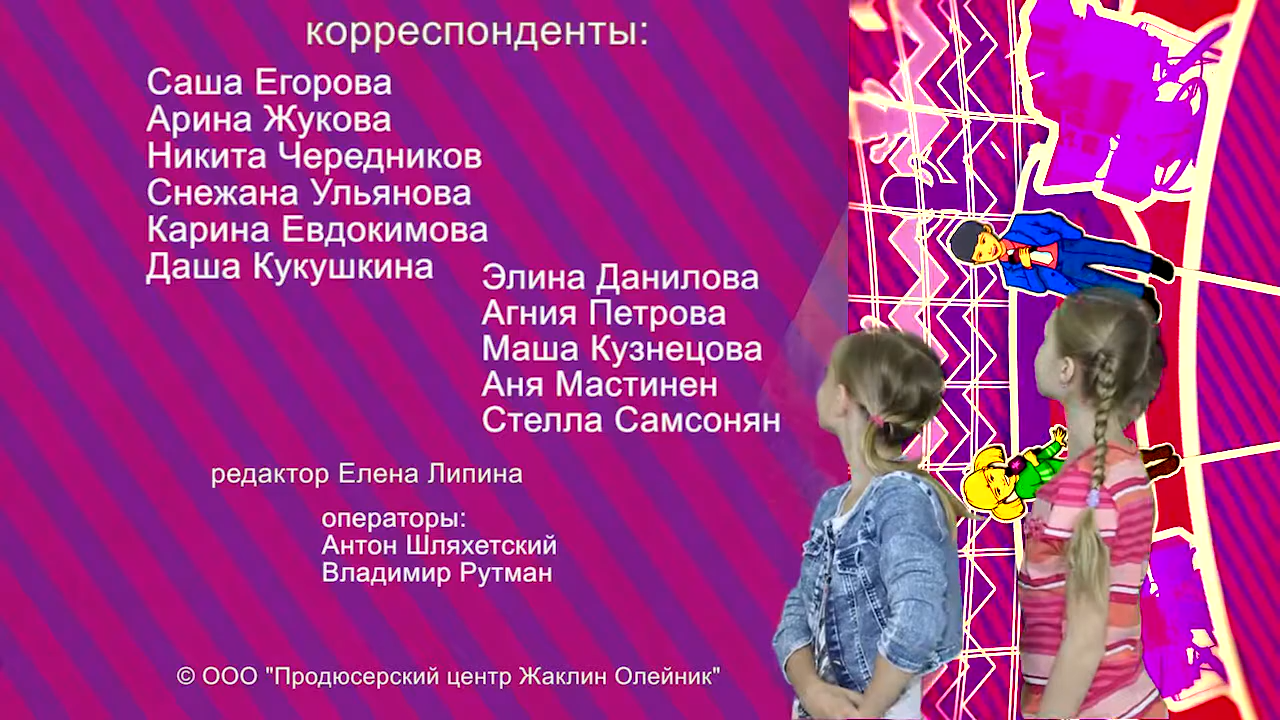 корреспонденты:
Саша Егорова
Арина Жукова
Никита Чередников
Снежана Ульянова
Карина Евдокимова
Даша Кукушкина
Элина Данилова
Агния Петрова
Маша Кузнецова
Аня Мастинен
Стелла Самсонян
редактор Елена Липина
операторы:
Антон Шляхетский
Владимир Рутман
© ООО "Продюсерский центр Жаклин Олейник"